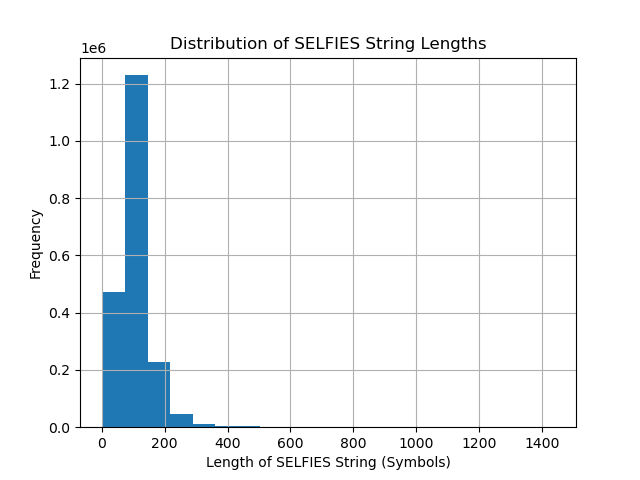 Distribution of SELFIES String Lengths
1e6
1.2
1.0
0.8
0.6
0.4
0.2
0.0
Frequency
0 200 400 600 800 1000 1200 1400
Length of SELFIES String (Symbols)